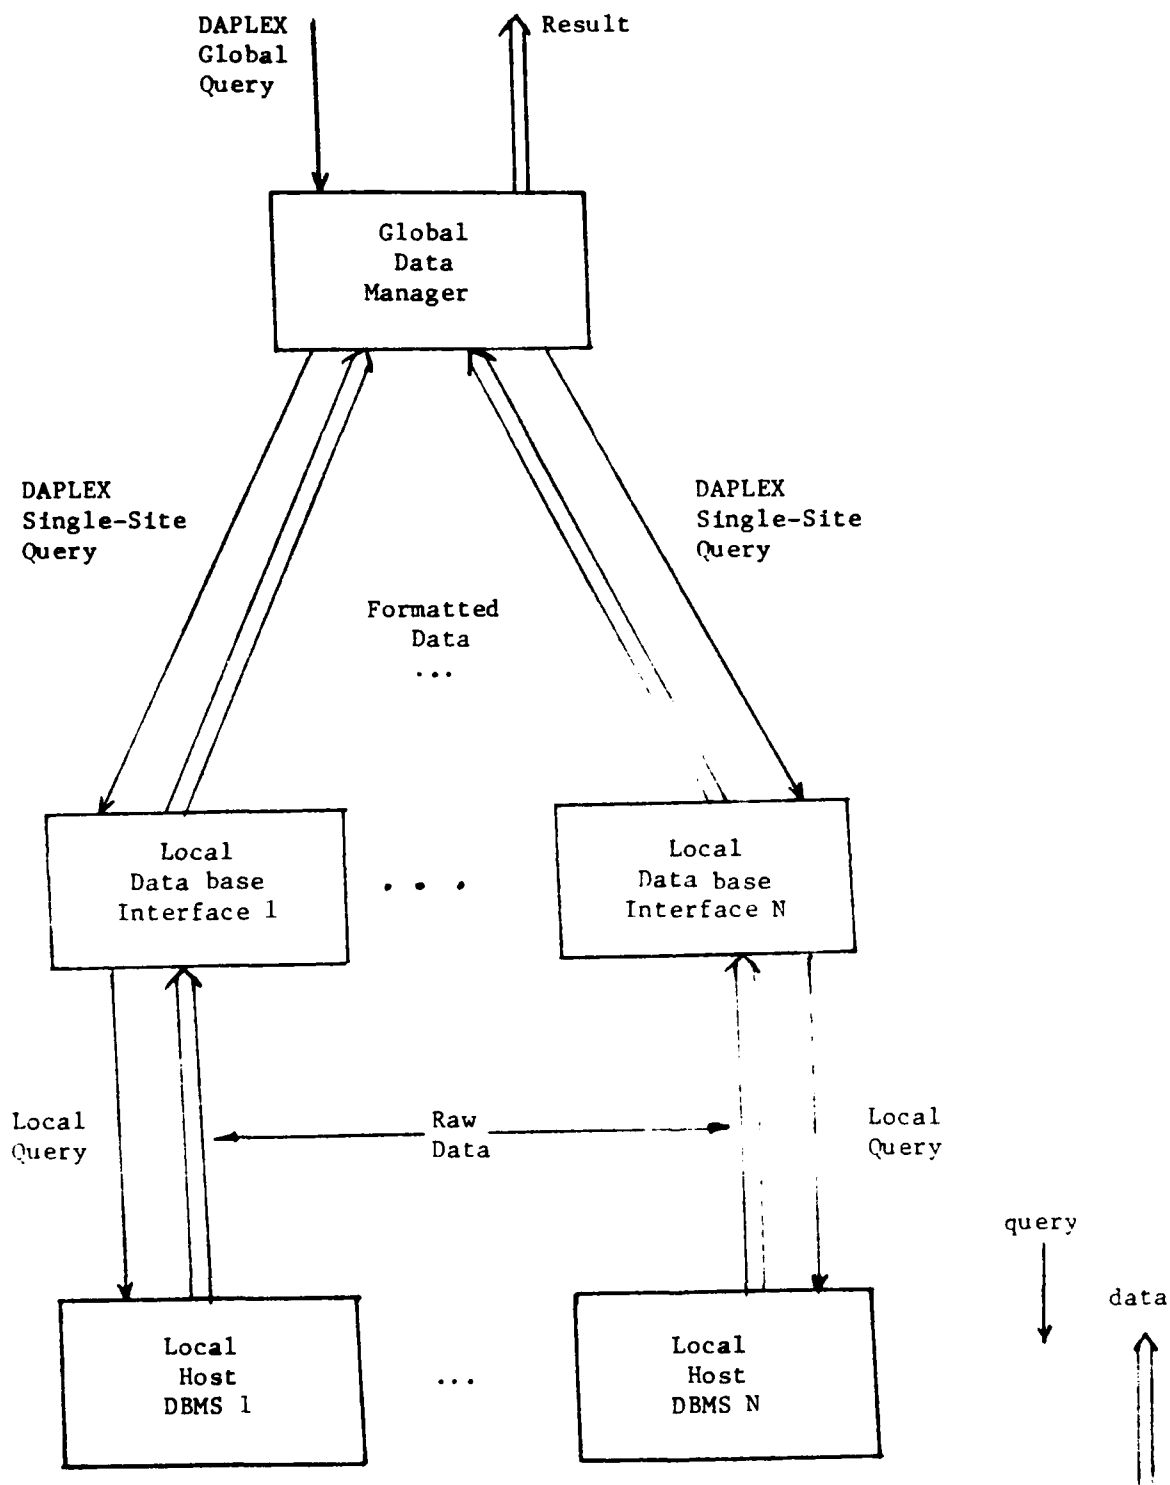 DAPLEX
Global
Query
Result
Global
Data
Manager
DAPLEX
Single-Site
Query
DAPLEX
Single-Site
Query
Formatted
Data
...
Local
Data base
Interface 1
. . .
Local
Data base
Interface N
Local
Query
Raw
Data
Local
Query
query
data
Local
Host
DBMS 1
...
Local
Host
DBMS N